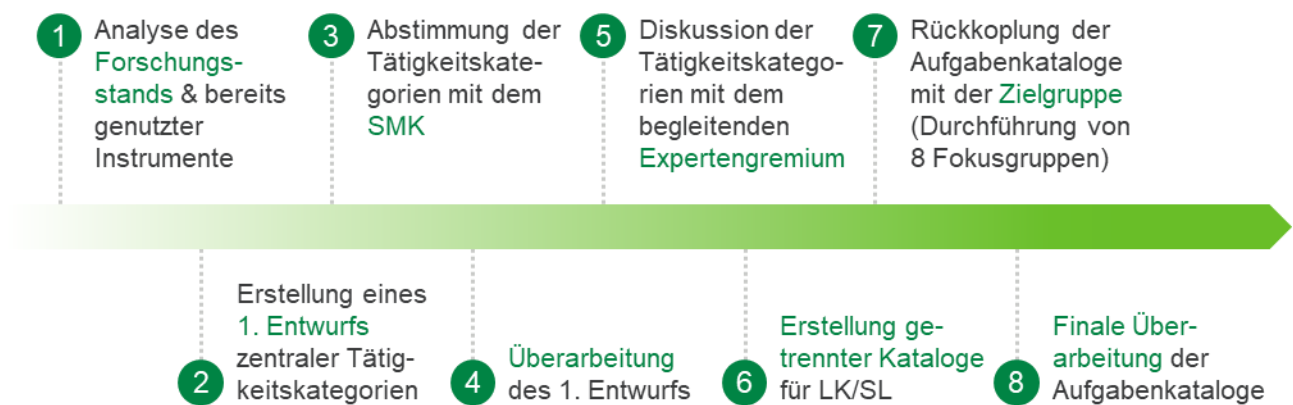 1
Analyse des
Forschungs-
stands & bereits
genutzter
Instrumente
2
Erstellung eines
1. Entwurfs
zentraler Tätig-
keitskategorien
3
Abstimmung der
Tätigkeitskate-
gorien mit dem
SMK
4
Überarbeitung
des 1. Entwurfs
5
Diskussion der
Tätigkeitskatego-
rien mit dem
begleitenden
Expertengremium
6
Erstellung ge-
trennter Kataloge
für LK/SL
7
Rückkoplung der
Aufgabenkataloge
mit der Zielgruppe
(Durchführung von
8 Fokusgruppen)
8
Finale Über-
arbeitung der
Aufgabenkataloge